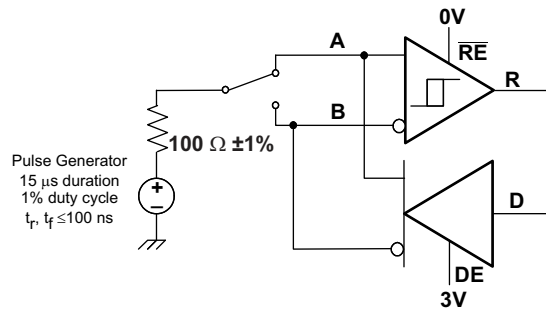 0V
A
RE
R
B
100 Ω ±1%
Pulse Generator
15 μs duration
1% duty cycle
tr, tf ≤100 ns
D
DE
3V